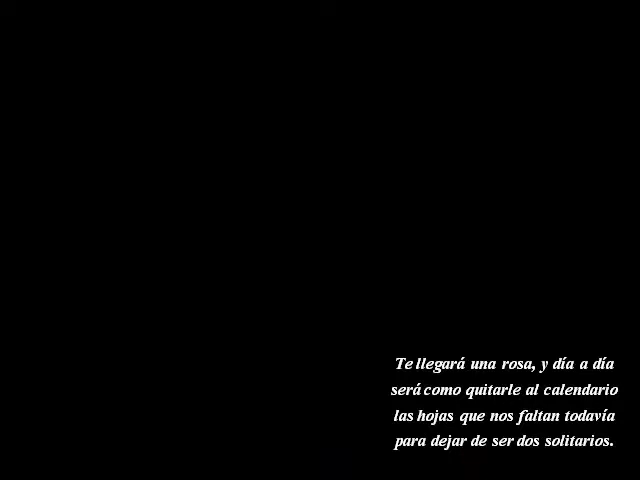 Te llegará una rosa, y día a día
será como quitarle al calendario
las hojas que nos faltan todavía
para dejar de ser dos solitarios.